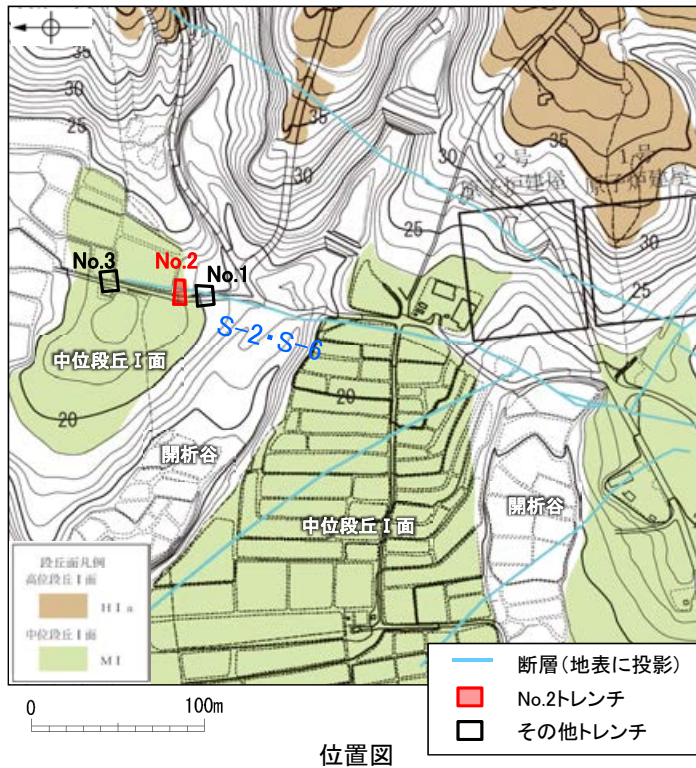 30
35
30
25
35
30
35
30
25
2号
原子炉建屋
1号
原子炉建屋
30
25
No.3
No.2
No.1
S-2・S-6
中位段丘Ⅰ面
20
20
開析谷
中位段丘Ⅰ面
開析谷
段丘面凡例
高位段丘Ⅰ面
HⅠa
中位段丘Ⅰ面
MⅠ
断層(地表に投影)
No.2トレンチ
その他トレンチ
0 100m
位置図